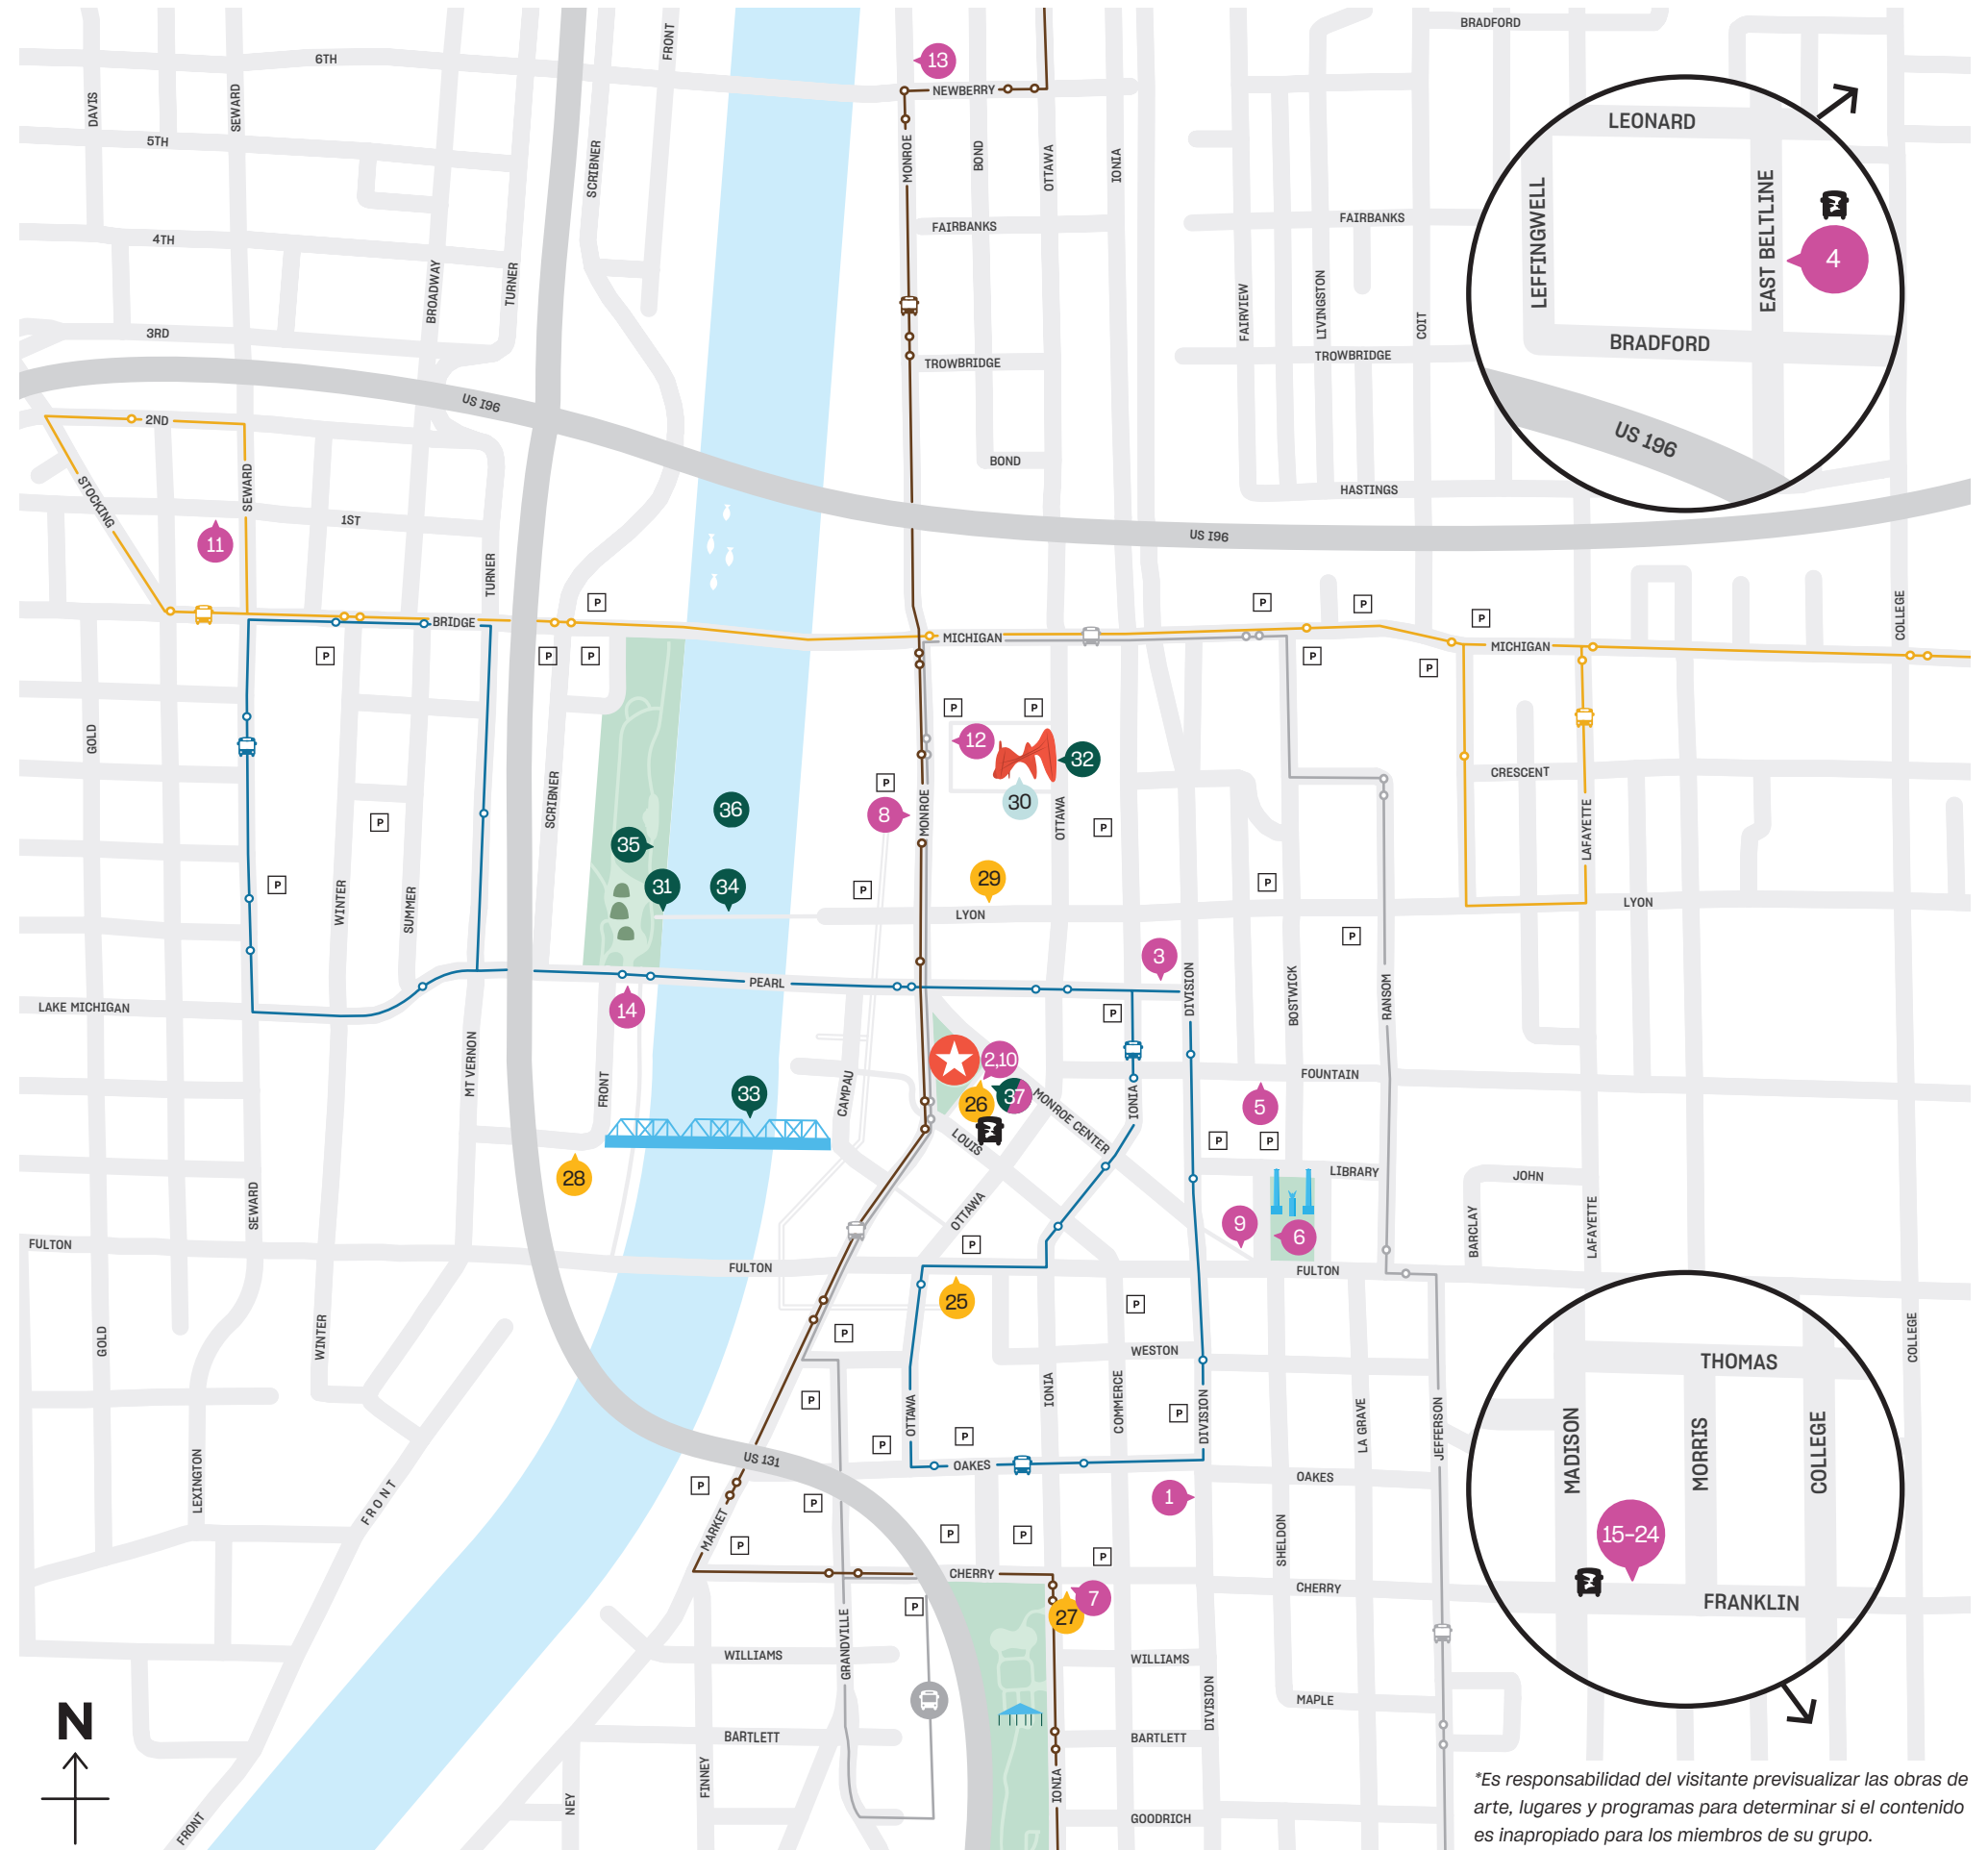 BRADFORD
FRONT
6TH
13
NEWBERRY
DAVIS
SEWARD
LEONARD
5TH
SCRIBNER
MONROE
BOND
OTTAWA
IONIA
LEFFINGWELL
EAST BELTLINE
4
4TH
FAIRBANKS
FAIRBANKS
BROADWAY
TURNER
FAIRVIEW
LIVINGSTON
COIT
3RD
BRADFORD
TROWBRIDGE
TROWBRIDGE
US I96
2ND
US 196
BOND
STOCKING
SEWARD
HASTINGS
1ST
11
US I96
TURNER
COLLEGE
P
P
P
P
BRIDGE
MICHIGAN
MICHIGAN
P
P
P
P
P
P
P
GOLD
12
32
CRESCENT
P
30
SCRIBNER
MONROE
OTTAWA
LAFAYETTE
36
8
P
P
35
31
34
29
P
P
P
WINTER
SUMMER
LYON
LYON
P
3
PEARL
DIVISION
BOSTWICK
RANSOM
LAKE MICHIGAN
14
P
MT VERNON
2,10
FOUNTAIN
FRONT
33
CAMPAU
26
37
MONROE CENTER
IONIA
5
LOUIS
P
P
28
LIBRARY
JOHN
SEWARD
OTTAWA
9
6
BARCLAY
LAFAYETTE
FULTON
P
FULTON
FULTON
25
P
GOLD
WINTER
P
COLLEGE
WESTON
THOMAS
IONIA
COMMERCE
P
OTTAWA
P
DIVISION
LA GRAVE
JEFFERSON
MADISON
MORRIS
COLLEGE
P
P
US 131
OAKES
OAKES
LEXINGTON
FRONT
P
P
1
MARKET
P
P
P
SHELDON
15-24
P
CHERRY
CHERRY
7
27
P
FRANKLIN
GRANDVILLE
WILLIAMS
WILLIAMS
DIVISION
MAPLE
N
BARTLETT
BARTLETT
FINNEY
NEY
IONIA
FRONT
GOODRICH
*Es responsabilidad del visitante previsualizar las obras de
arte, lugares y programas para determinar si el contenido
es inapropiado para los miembros de su grupo.